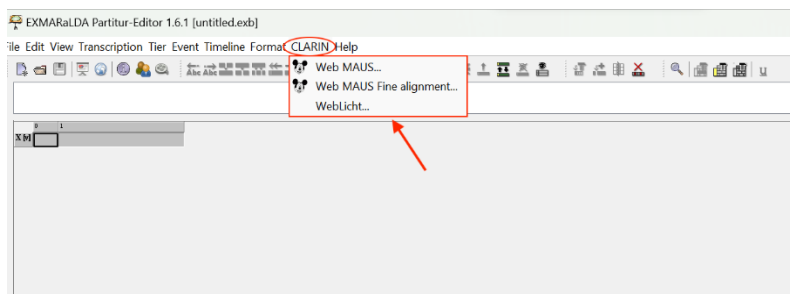 EXMARaLDA Partitur-Editor 1.6.1 [untitled.exb]
File Edit View Transcription Tier Event Timeline Format CLARIN Help
Web MAUS...
Web MAUS Fine alignment...
WebLicht...
0 1
X [v]